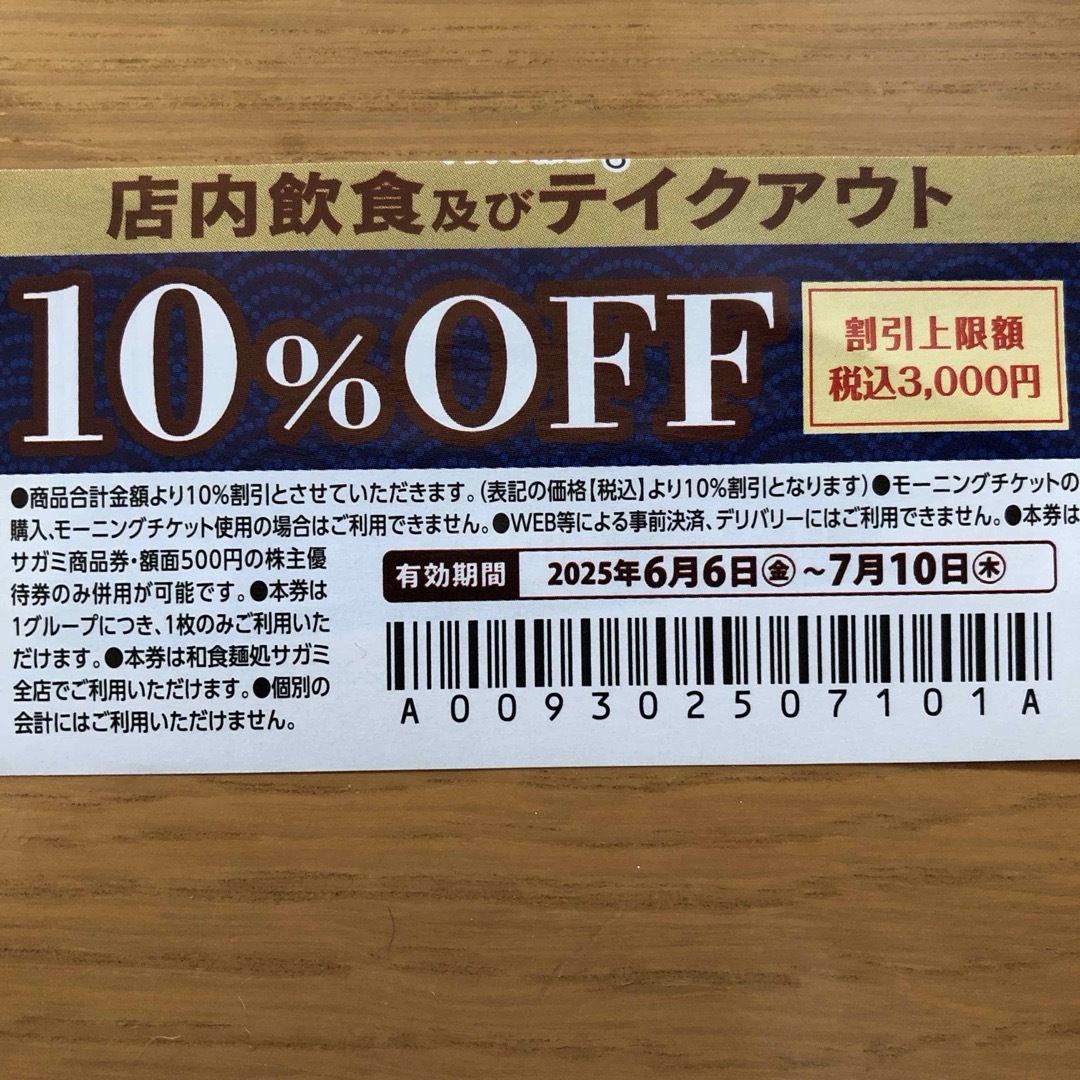 店内飲食及びテイクアウト
10%OFF
割引上限額
税込3,000円
●商品合計金額より10%割引とさせていただきます。(表記の価格【税込】より10%割引となります)●モーニングチケットの
購入、モーニングチケット使用の場合はご利用できません。●WEB等による事前決済、デリバリーにはご利用できません。●本券は
サガミ商品券・額面500円の株主優
待券のみ併用が可能です。●本券は
1グループにつき、1枚のみご利用いた
だけます。●本券は和食麺処サガミ
全店でご利用いただけます。●個別の
会計にはご利用いただけません。
有効期間 2025年6月6日㊎～7月10日㊍
A009302507101A